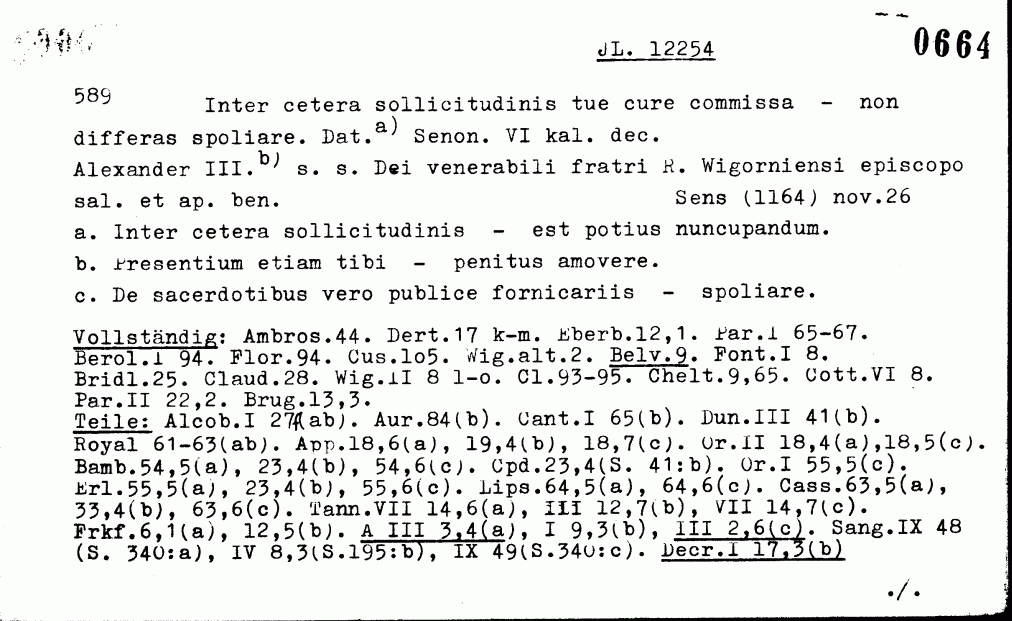 JL. 12254
0664
589 Inter cetera sollicitudinis tue cure commissa - non
differas spoliare. Dat.a) Senon. VI kal. dec.
Alexander III.b) s. s. Dei venerabili fratri R. Wigorniensi episcopo
sal. et ap. ben. Sens (1164) nov.26
a. Inter cetera sollicitudinis - est potius nuncupandum.
b. Presentium etiam tibi - penitus amovere.
c. De sacerdotibus vero publice fornicariis - spoliare.
Vollständig: Ambros.44. Dert.17 k-m. Eberb.12,1. Par.I 65-67.
Berol.I 94. Flor.94. Cus.105. Wig.alt.2. Belv.9. Font.I 8.
Bridl.25. Claud.28. Wig.II 8 l-o. Cl.93-95. Chelt.9,65. Cott.VI 8.
Par.II 22,2. Brug.13,3.
Teile: Alcob.I 27(ab). Aur.84(b). Cant.I 65(b). Dun.III 41(b).
Royal 61-63(ab). App.18,6(a), 19,4(b), 18,7(c). Or.II 18,4(a),18,5(c).
Bamb.54,5(a), 23,4(b), 54,6(c). Cpd.23,4(S. 41:b). Or.I 55,5(c).
Erl.55,5(a), 23,4(b), 55,6(c). Lips.64,5(a), 64,6(c). Cass.63,5(a),
33,4(b), 63,6(c). Tann.VII 14,6(a), III 12,7(b), VII 14,7(c).
Frkf.6,1(a), 12,5(b). A III 3,4(a), I 9,3(b), III 2,6(c). Sang.IX 48
(S. 340:a), IV 8,3(S.195:b), IX 49(S.340:c). Decr.I 17,3(b)
./.